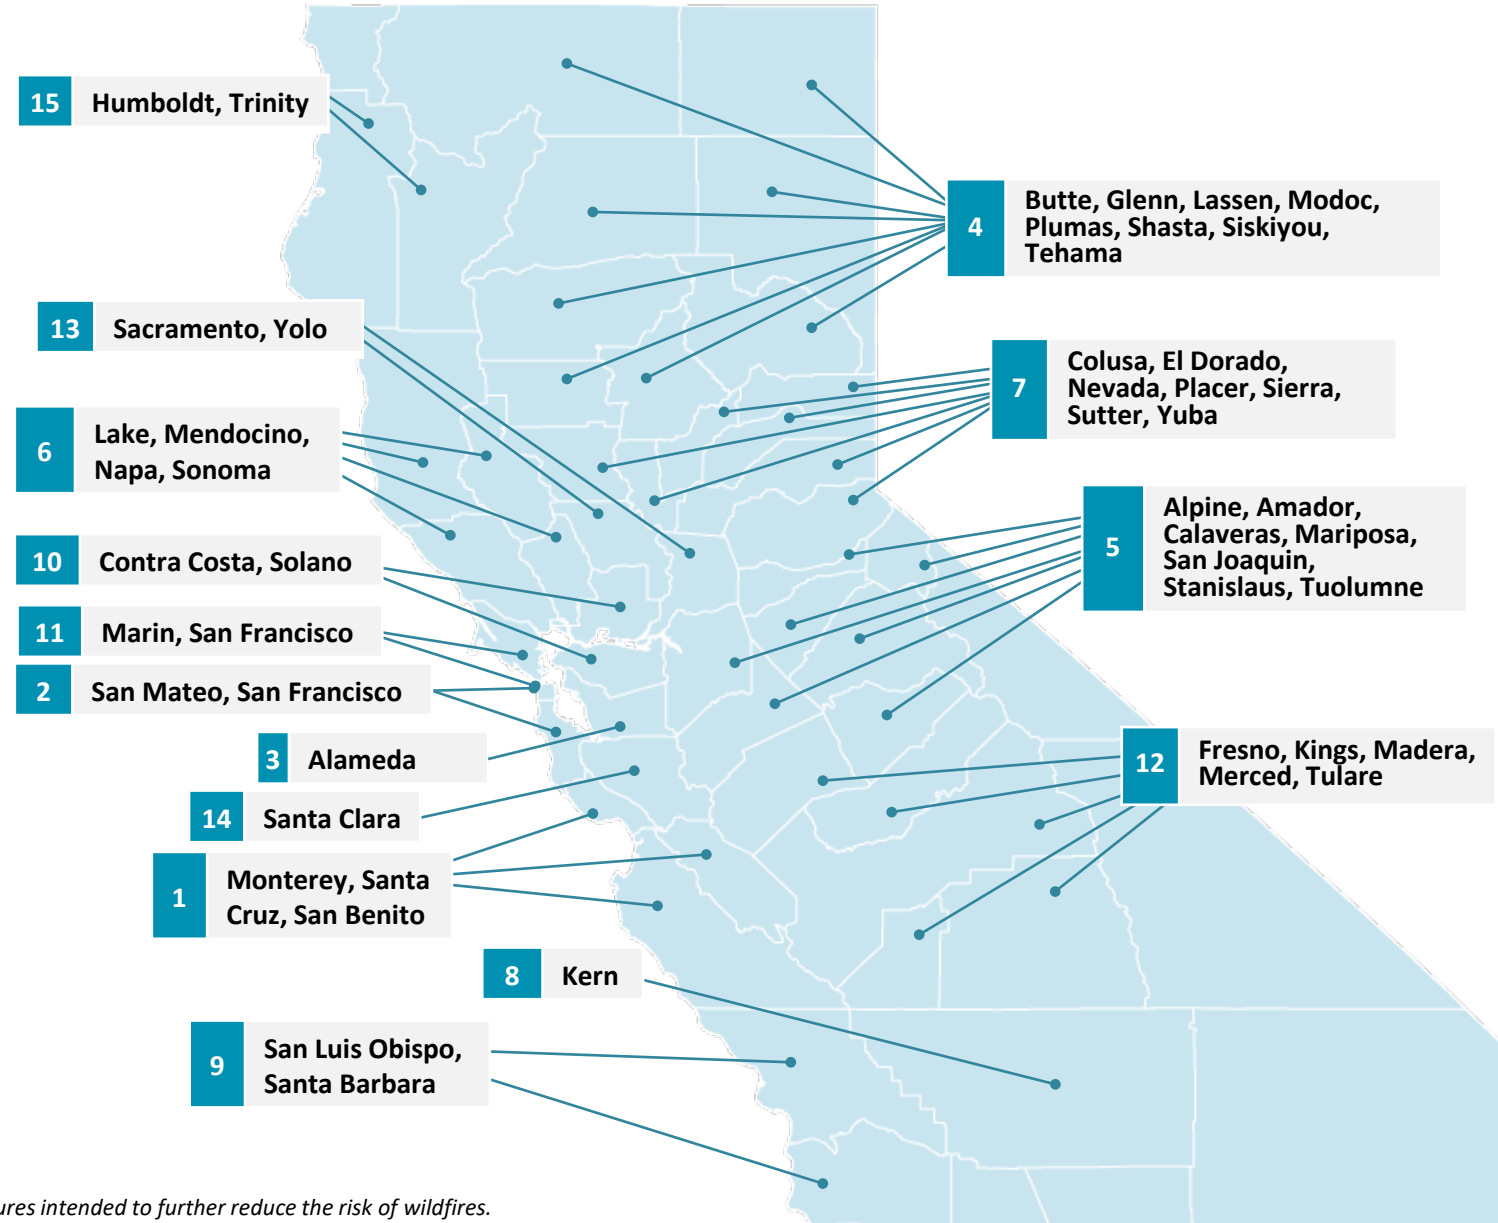 15
Humboldt, Trinity
4
Butte, Glenn, Lassen, Modoc,
Plumas, Shasta, Siskiyou,
Tehama
13
Sacramento, Yolo
7
Colusa, El Dorado,
Nevada, Placer, Sierra,
Sutter, Yuba
6
Lake, Mendocino,
Napa, Sonoma
5
Alpine, Amador,
Calaveras, Mariposa,
San Joaquin,
Stanislaus, Tuolumne
10
Contra Costa, Solano
11
Marin, San Francisco
2
San Mateo, San Francisco
3
Alameda
12
Fresno, Kings, Madera,
Merced, Tulare
14
Santa Clara
1
Monterey, Santa
Cruz, San Benito
8
Kern
9
San Luis Obispo,
Santa Barbara
intended to further reduce the risk of wildfires.